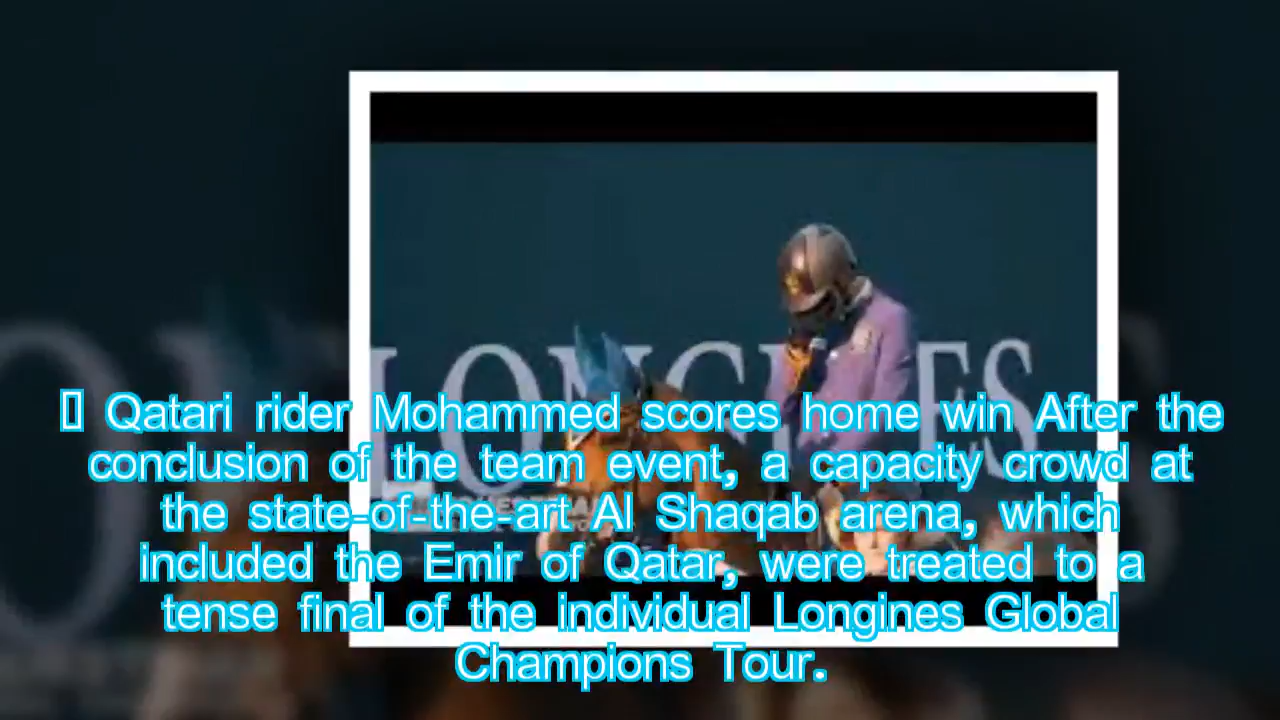 LONGINES
▯ Qatari rider Mohammed scores home win After the
conclusion of the team event, a capacity crowd at
the state-of-the-art Al Shaqab arena, which
included the Emir of Qatar, were treated to a
tense final of the individual Longines Global
Champions Tour.